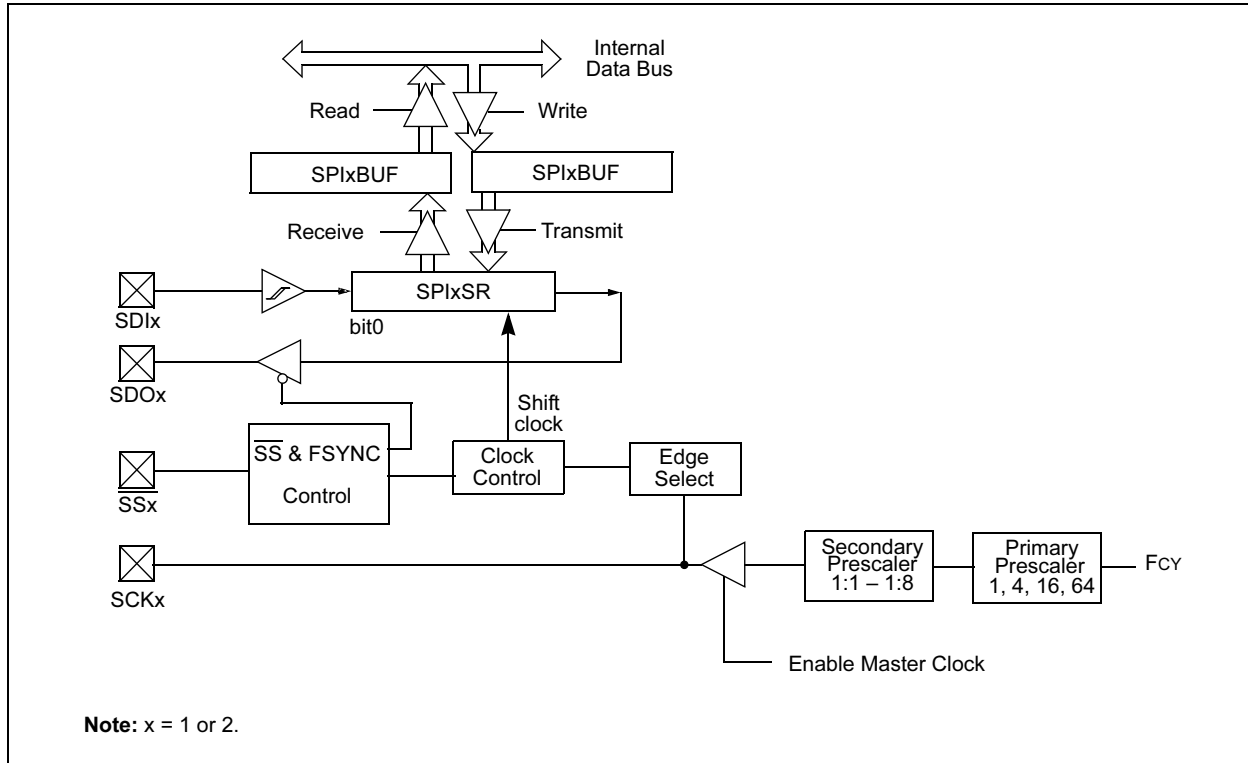 Internal
Data Bus
Read
Write
SPIxBUF
SPIxBUF
Receive
Transmit
SPIxSR
SDIx
bit0
SDOx
Shift
clock
SS & FSYNC
Control
Clock
Control
Edge
Select
SSx
Secondary
Prescaler
1:1 – 1:8
Primary
Prescaler
1, 4, 16, 64
FCY
SCKx
Enable Master Clock
Note: x = 1 or 2.